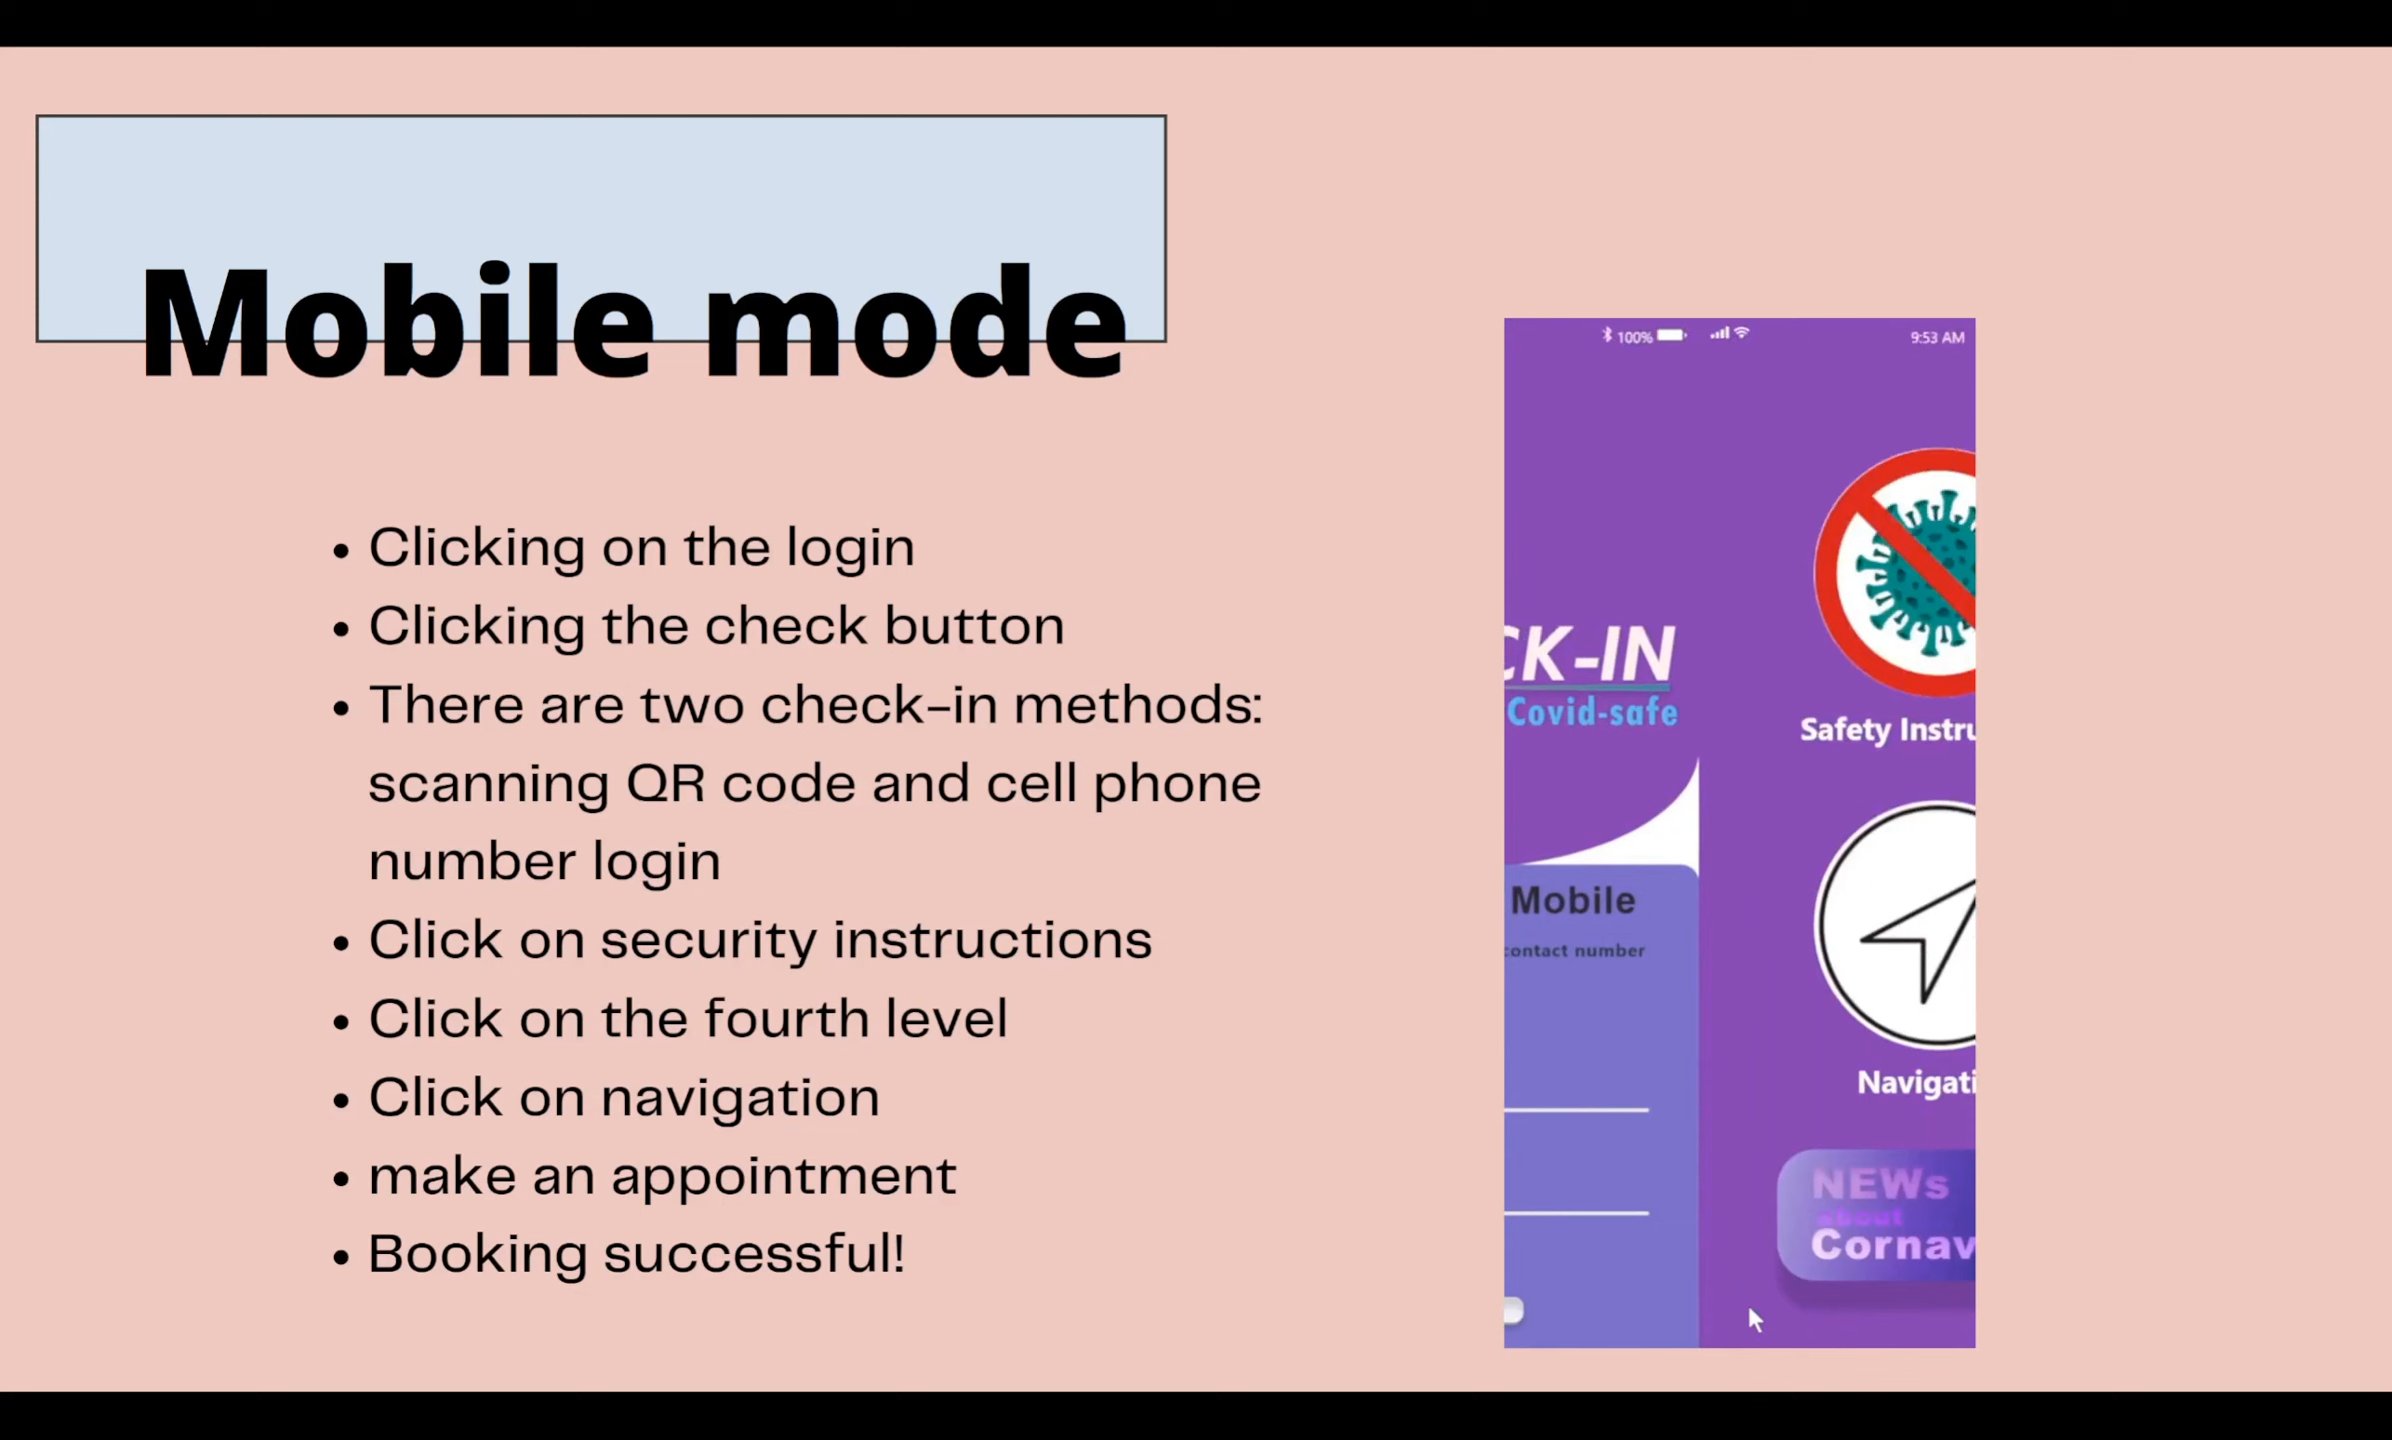 Mobile mode
• Clicking on the login
• Clicking the check button
• There are two check-in methods:
scanning QR code and cell phone
number login
• Click on security instructions
• Click on the fourth level
• Click on navigation
• make an appointment
• Booking successful!
100%
9:53 AM
CK-IN
Covid-safe
Mobile
contact number
Safety Instru
Navigati
NEWs
about
Cornav